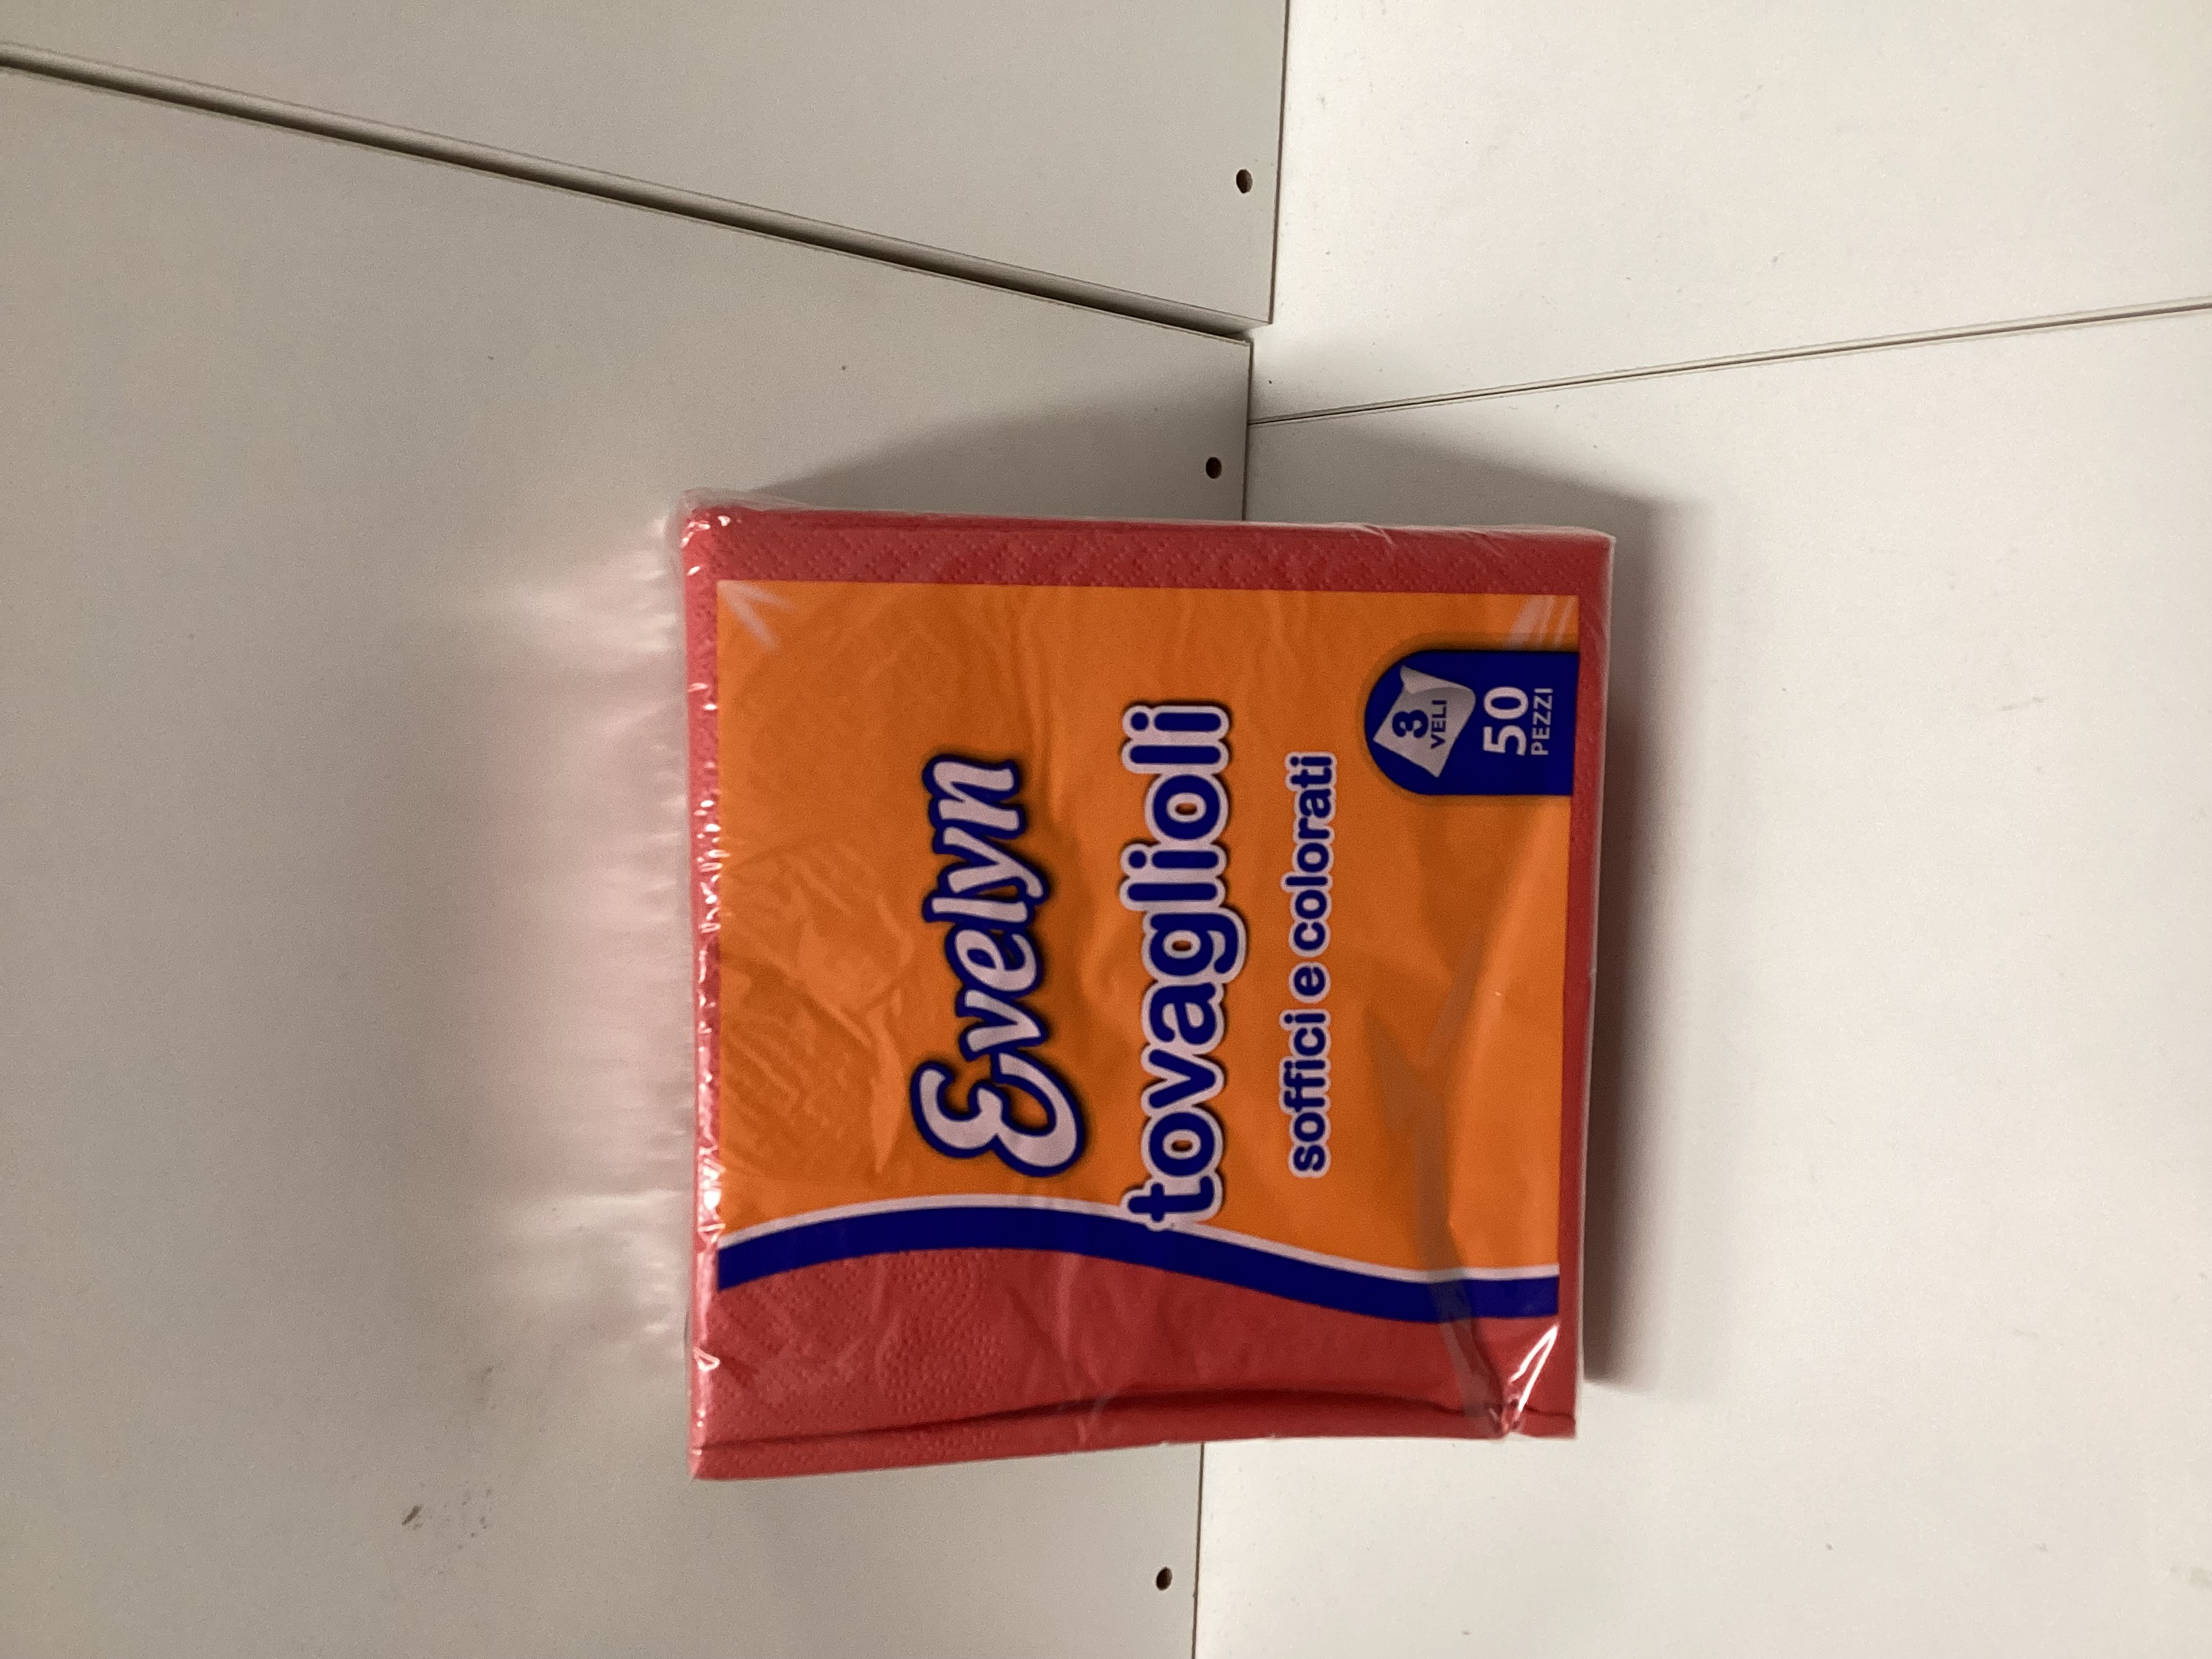 Evelyn
tovaglioli
soffici e colorati
3
VELI
50
PEZZI